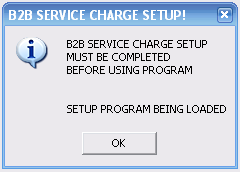 B2B SERVICE CHARGE SETUP!
B2B SERVICE CHARGE SETUP
MUST BE COMPLETED
BEFORE USING PROGRAM
SETUP PROGRAM BEING LOADED
OK